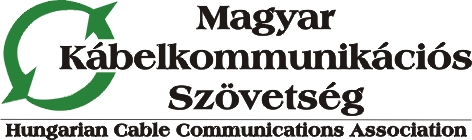 Magyar
Kábelkommunikációs
Szövetség
Hungarian Cable Communications Association